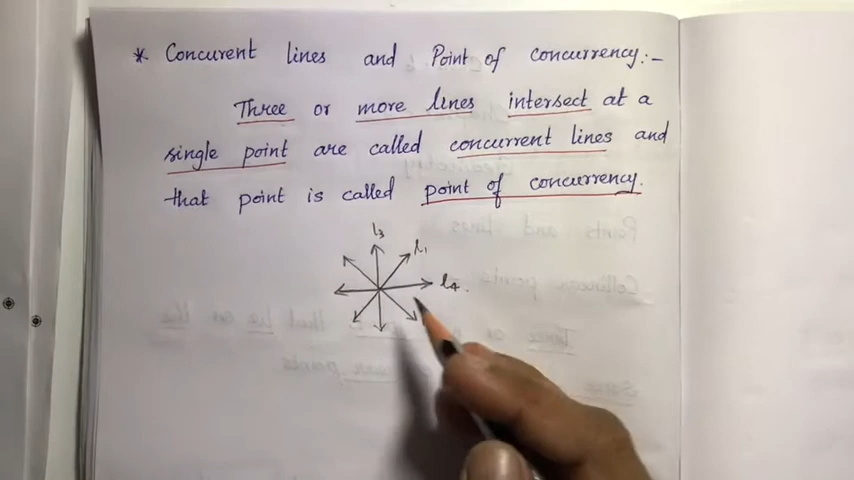 * Concurent lines and Point of concurrency:-
Three or more lines intersect at a
single point are called concurrent lines and
that point is called point of concurrency.
l3
l1
l4.